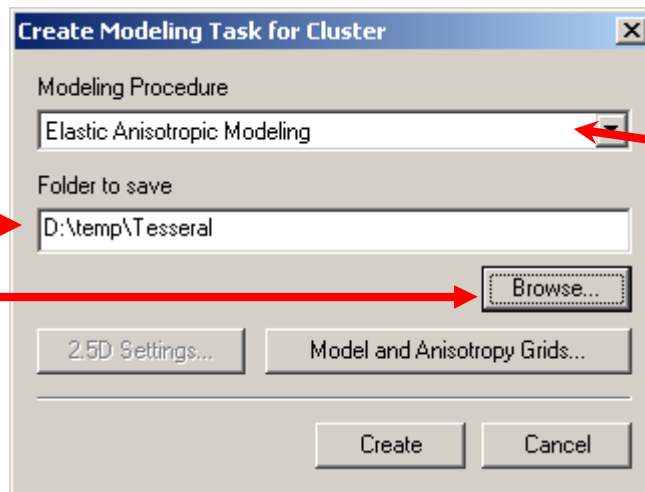 Create Modeling Task for Cluster
Modeling Procedure
Elastic Anisotropic Modeling
Folder to save
D:\temp\Tesseral
Browse...
2.5D Settings... Model and Anisotropy Grids...
Create Cancel